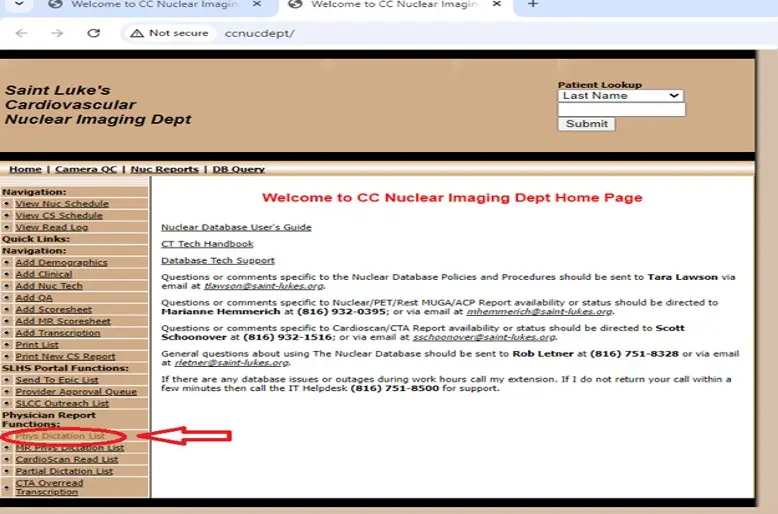 Welcome to CC Nuclear Imagin
Welcome to CC Nuclear Imagin
Not secure
ccnucdept/
Saint Luke's
Cardiovascular
Nuclear Imaging Dept
Patient Lookup
Last Name
Submit
Home | Camera QC | Nuc Reports | DB Query
Navigation:
View Nuc Schedule
View CS Schedule
View Read Log
Quick Links:
Navigation:
Add Demographics
Add Clinical
Add Nuc Tech
Add QA
Add Scoresheet
Add MR Scoresheet
Add Transcription
Print List
Print New CS Report
SLHS Portal Functions:
Send To Epic List
Provider Approval Queue
SLCC Outreach List
Physician Report
Functions:
Phys Dictation List
MR Phys Dictation List
CardioScan Read List
Partial Dictation List
CTA Overread
Transcription
Welcome to CC Nuclear Imaging Dept Home Page
Nuclear Database User's Guide
CT Tech Handbook
Database Tech Support
Questions or comments specific to the Nuclear Database Policies and Procedures should be sent to Tara Lawson via
email at tlawson@saint-lukes.org.
Questions or comments specific to Nuclear/PET/Rest MUGA/ACP Report availability or status should be directed to
Marianne Hemmerich at (816) 932-0395; or via email at mhemmerich@saint-lukes.org.
Questions or comments specific to Cardioscan/CTA Report availability or status should be directed to Scott
Schoonover at (816) 932-1516; or via email at sschoonover@saint-lukes.org.
General questions about using The Nuclear Database should be sent to Rob Letner at (816) 751-8328 or via email
at rletner@saint-lukes.org.
If there are any database issues or outages during work hours call my extension. If I do not return your call within a
few minutes then call the IT Helpdesk (816) 751-8500 for support.